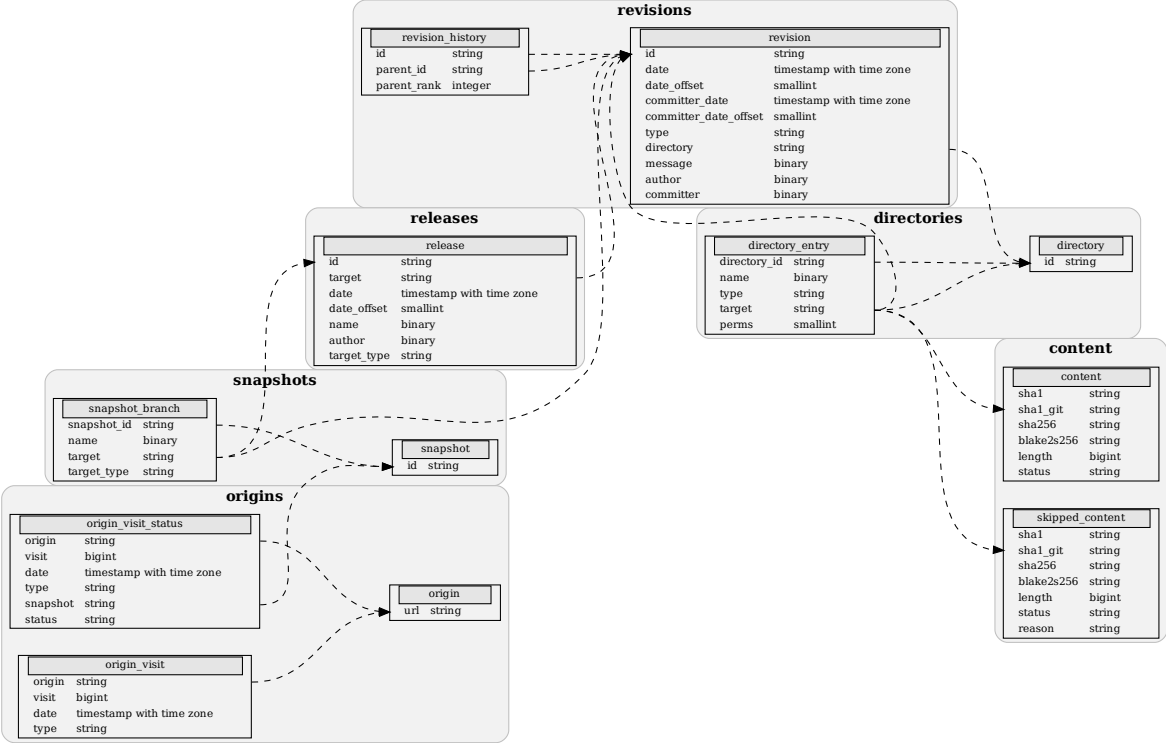 revisions
revision_history
id string
parent_id string
parent_rank integer
revision
id string
date timestamp with time zone
date_offset smallint
committer_date timestamp with time zone
committer_date_offset smallint
type string
directory string
message binary
author binary
committer binary
releases
release
id string
target string
date timestamp with time zone
date_offset smallint
name binary
author binary
target_type string
directories
directory_entry
directory_id string
name binary
type string
target string
perms smallint
directory
id string
content
content
sha1 string
sha1_git string
sha256 string
blake2s256 string
length bigint
status string
skipped_content
sha1 string
sha1_git string
sha256 string
blake2s256 string
length bigint
status string
reason string
snapshots
snapshot_branch
snapshot_id string
name binary
target string
target_type string
snapshot
id string
origins
origin_visit_status
origin string
visit bigint
date timestamp with time zone
type string
snapshot string
status string
origin
url string
origin_visit
origin string
visit bigint
date timestamp with time zone
type string